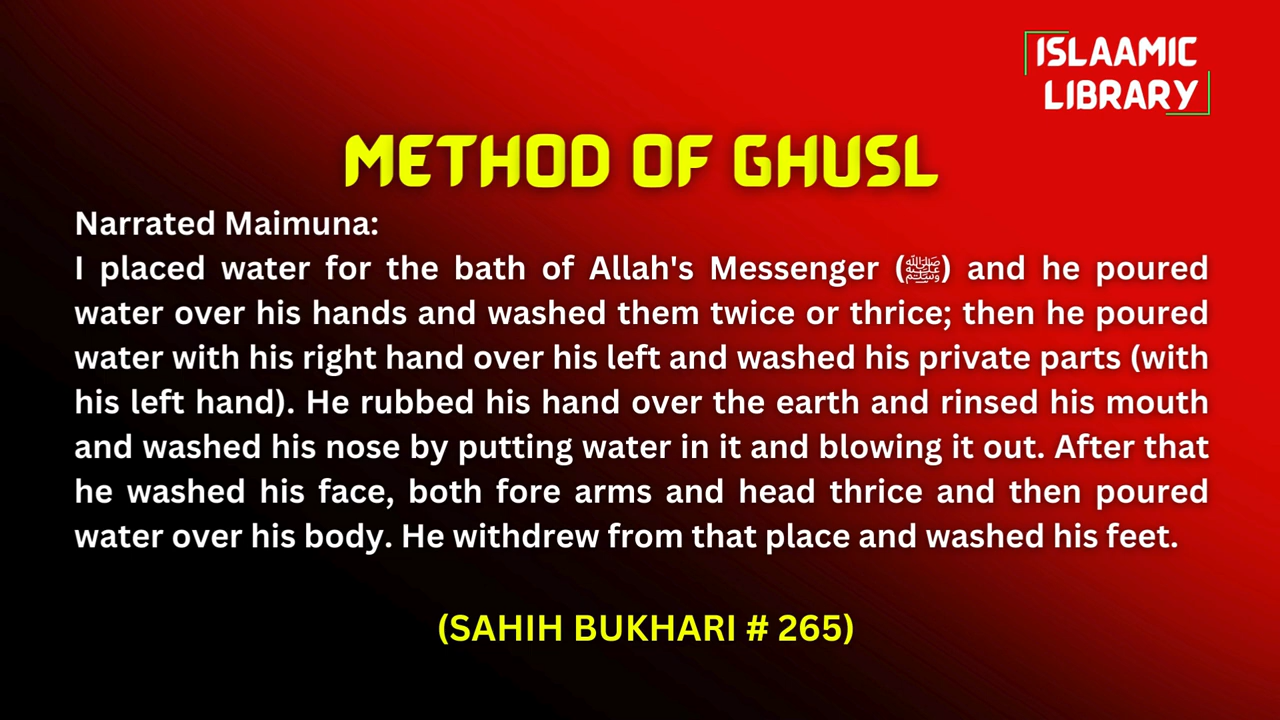 ISLAAMIC
LIBRARY
METHOD OF GHUSL
Narrated Maimuna:
I placed water for the bath of Allah's Messenger (ﷺ) and he poured
water over his hands and washed them twice or thrice; then he poured
water with his right hand over his left and washed his private parts (with
his left hand). He rubbed his hand over the earth and rinsed his mouth
and washed his nose by putting water in it and blowing it out. After that
he washed his face, both fore arms and head thrice and then poured
water over his body. He withdrew from that place and washed his feet.
(SAHIH BUKHARI # 265)